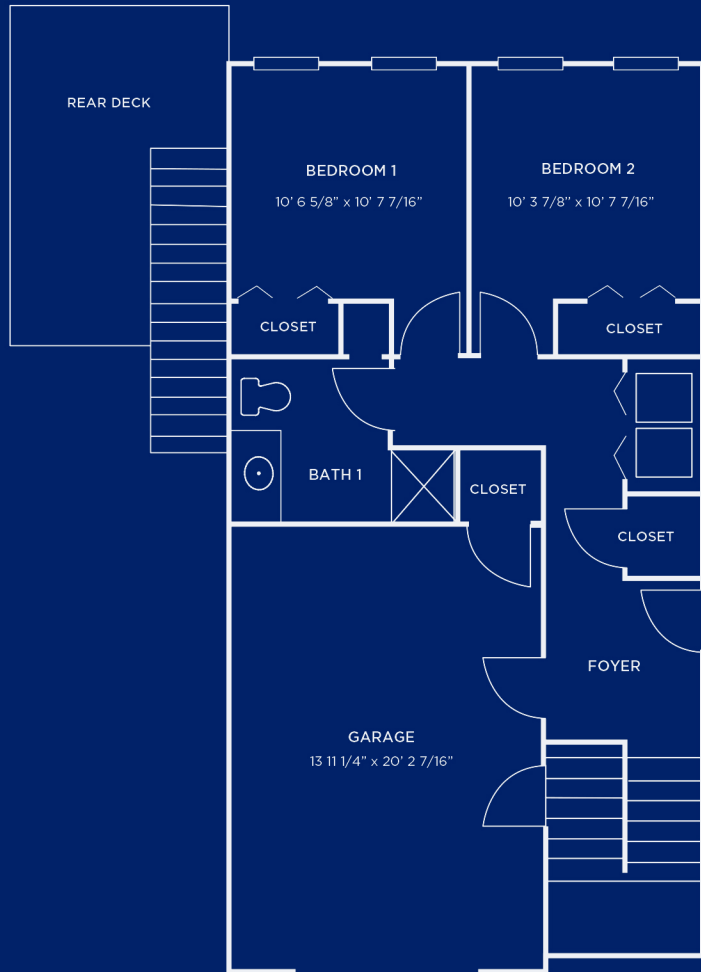 REAR DECK
BEDROOM 1
10’ 6 5/8” x 10’ 7 7/16”
BEDROOM 2
10’ 3 7/8” x 10’ 7 7/16”
CLOSET
CLOSET
BATH 1
CLOSET
CLOSET
FOYER
GARAGE
13 11 1/4” x 20’ 2 7/16”